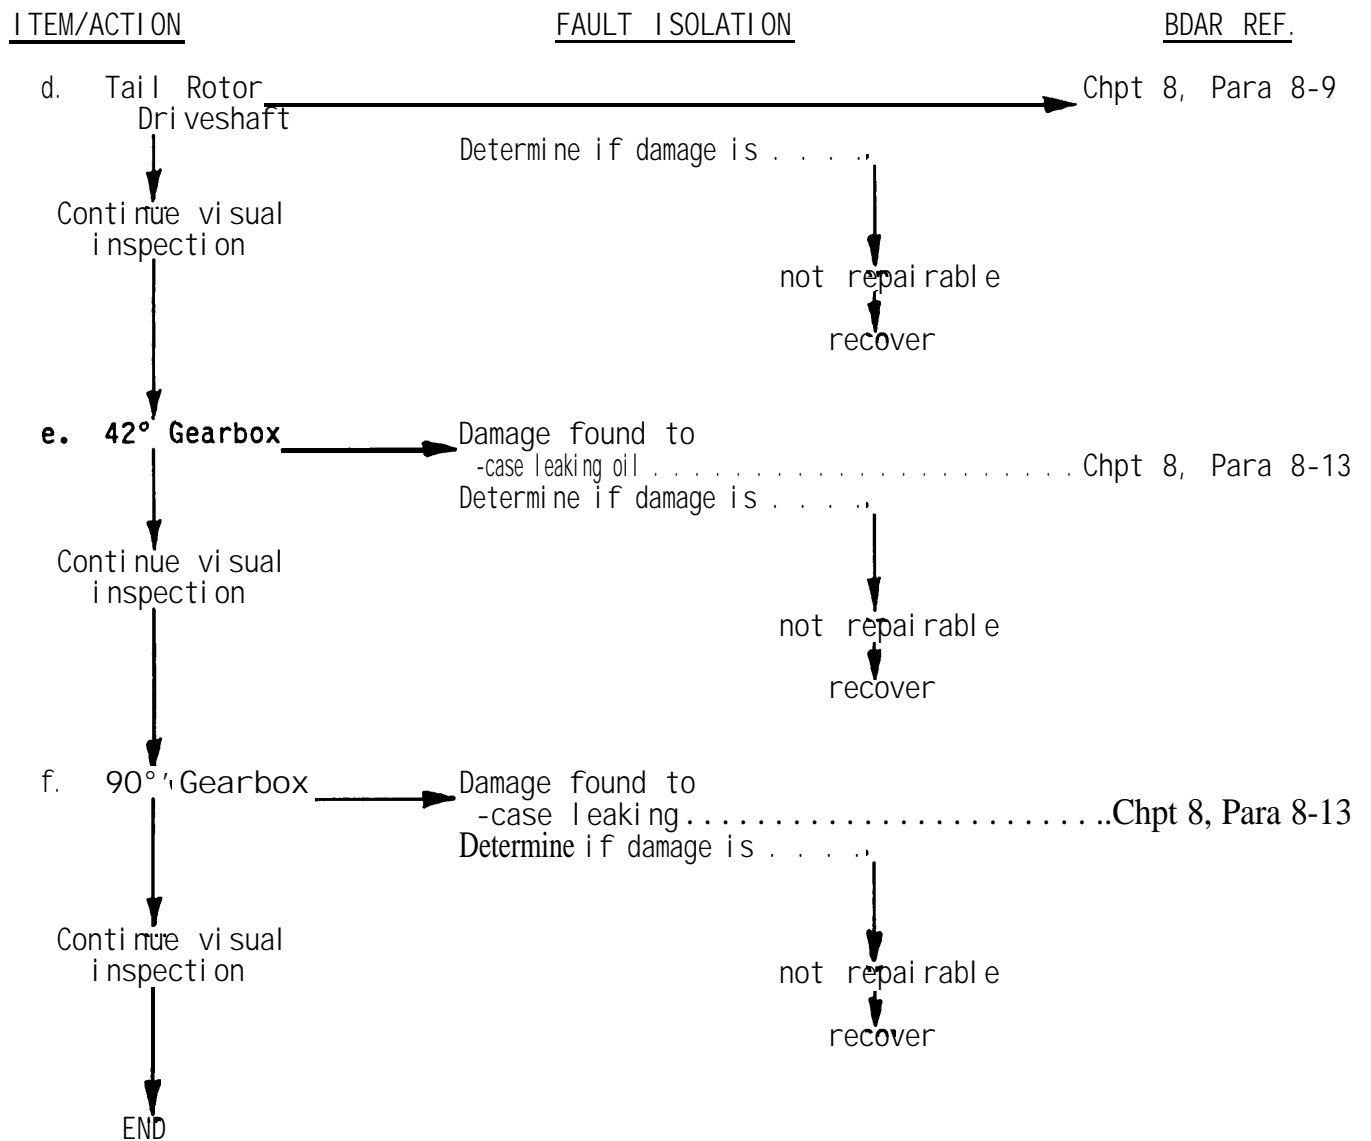 ITEM/ACTION FAULT ISOLATION BDAR REF.
d. Tail Rotor Chpt 8, Para 8-9
Driveshaft
Determine if damage is . . . .
Continue visual
inspection
not repairable
recover
e. 42° Gearbox Damage found to
-case leaking oil . . . . . . . . . . . . . . . . . . . . . Chpt 8, Para 8-13
Determine if damage is . . . .
Continue visual
inspection
not repairable
recover
f. 90° Gearbox Damage found to
-case leaking........................Chpt 8, Para 8-13
Determine if damage is . . . .
Continue visual
inspection
not repairable
recover
END